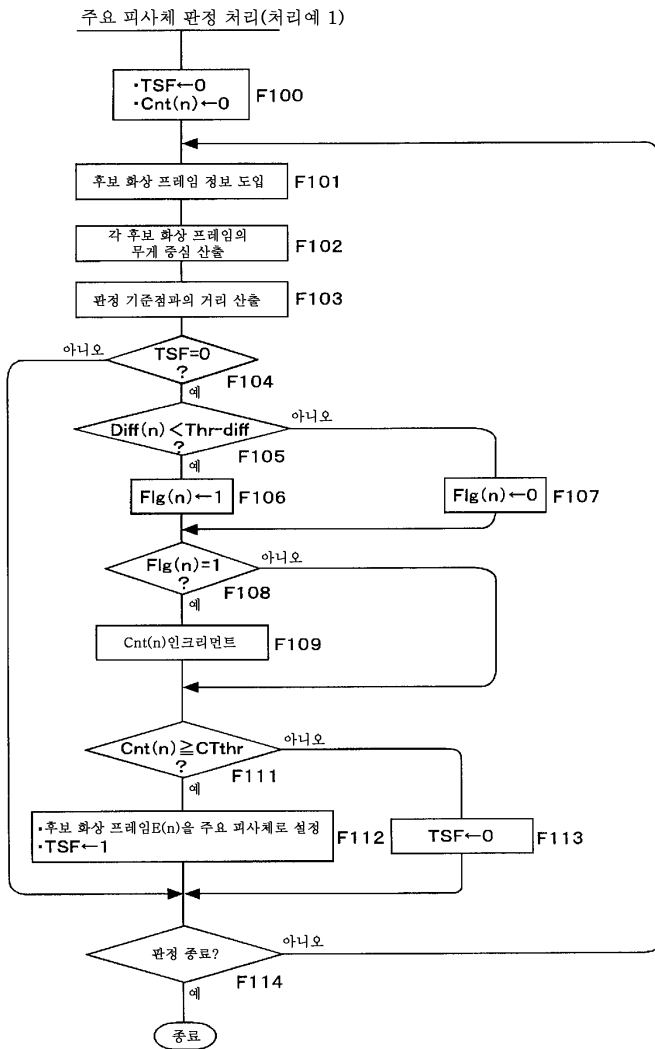 주요 피사체 판정 처리(처리예 1)
·TSF←0
·Cnt(n)←0
F100
후보 화상 프레임 정보 도입
F101
각 후보 화상 프레임의
무게 중심 산출
F102
판정 기준점과의 거리 산출
F103
아니오
TSF=0
?
F104
예
아니오
Diff(n)<Thr-diff
?
F105
예
Flg(n)←1
F106
Flg(n)←0
F107
아니오
Flg(n)=1
?
F108
예
Cnt(n)인크리먼트
F109
아니오
Cnt(n)≧CTthr
?
F111
예
·후보 화상 프레임E(n)을 주요 피사체로 설정
·TSF←1
F112
TSF←0
F113
아니오
판정 종료?
F114
예
종료